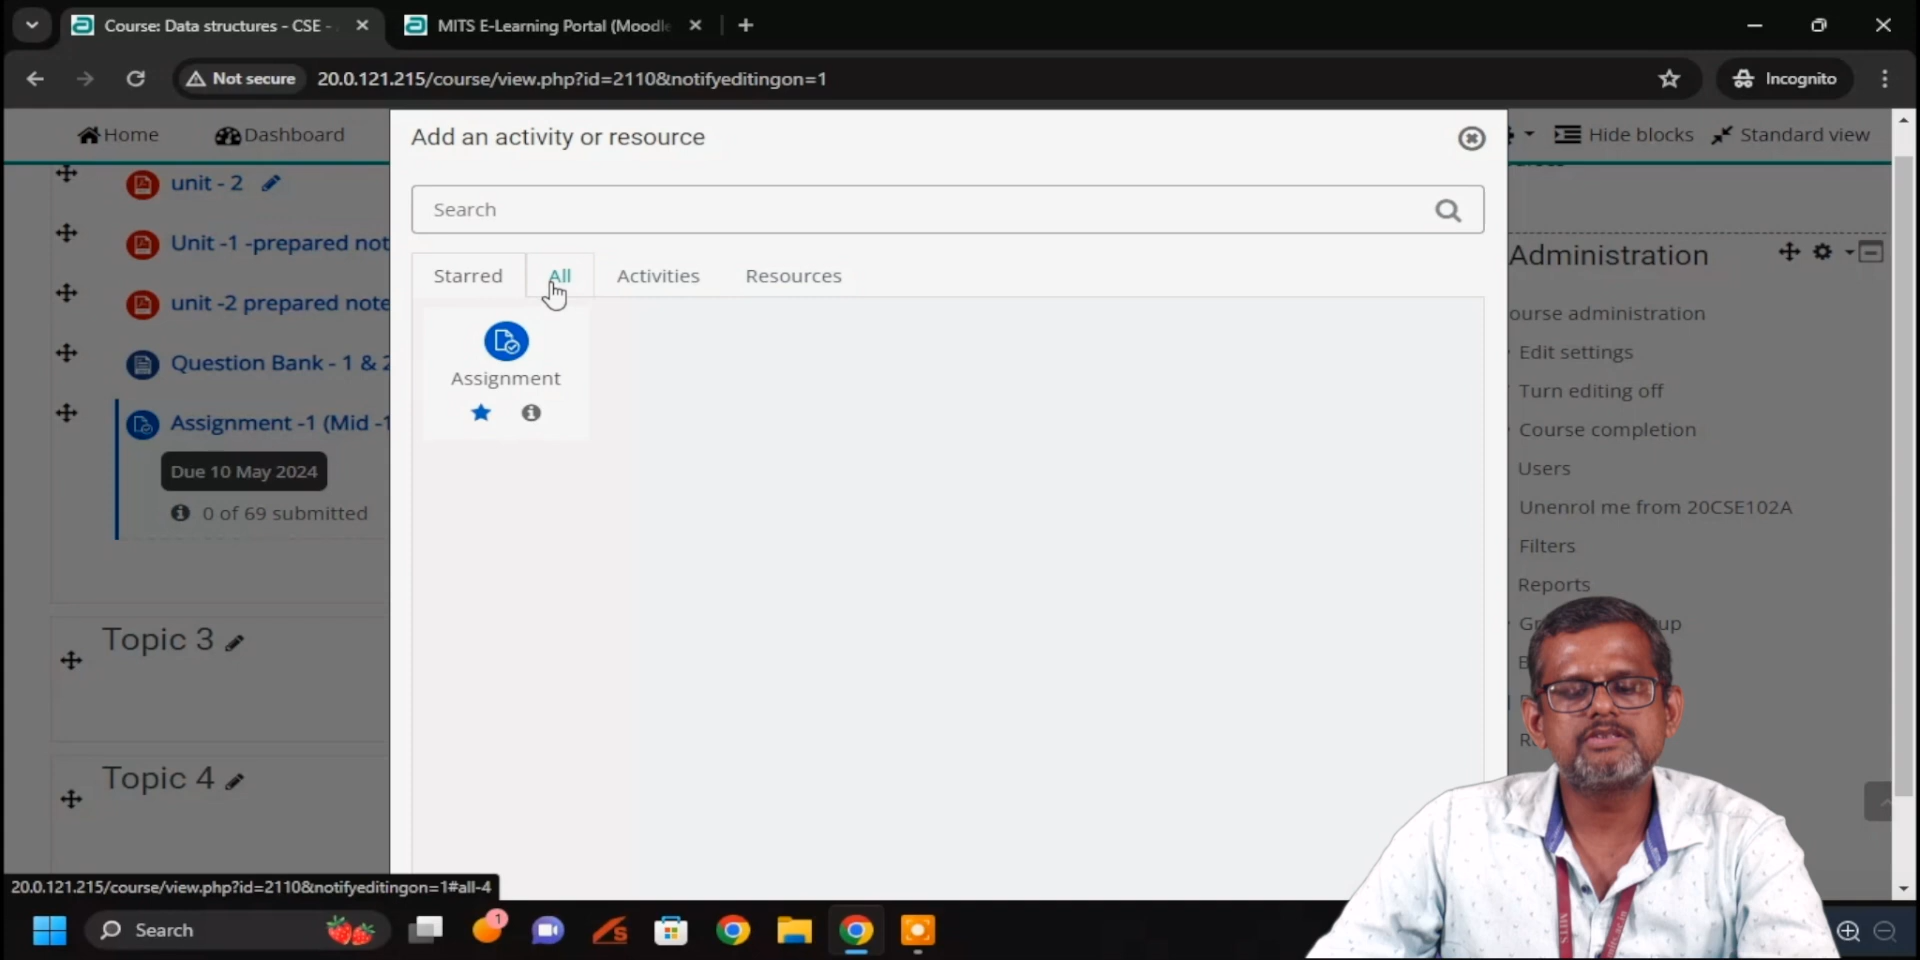 Course: Data structures - CSE -
MITS E-Learning Portal (Moodle
Not secure
20.0.121.215/course/view.php?id=2110&notifyeditingon=1
Incognito
Home
Dashboard
Add an activity or resource
Hide blocks
Standard view
unit - 2
Search
Unit -1 -prepared not
Starred
All
Activities
Resources
Administration
unit -2 prepared note
ourse administration
Edit settings
Assignment
Question Bank - 1 & 2
Turn editing off
Assignment -1 (Mid -1
Course completion
Due 10 May 2024
Users
0 of 69 submitted
Unenrol me from 20CSE102A
Filters
Reports
Topic 3
Topic 4
20.0.121.215/course/view.php?id=2110&notifyeditingon=1#all-4
Search
1
MITS